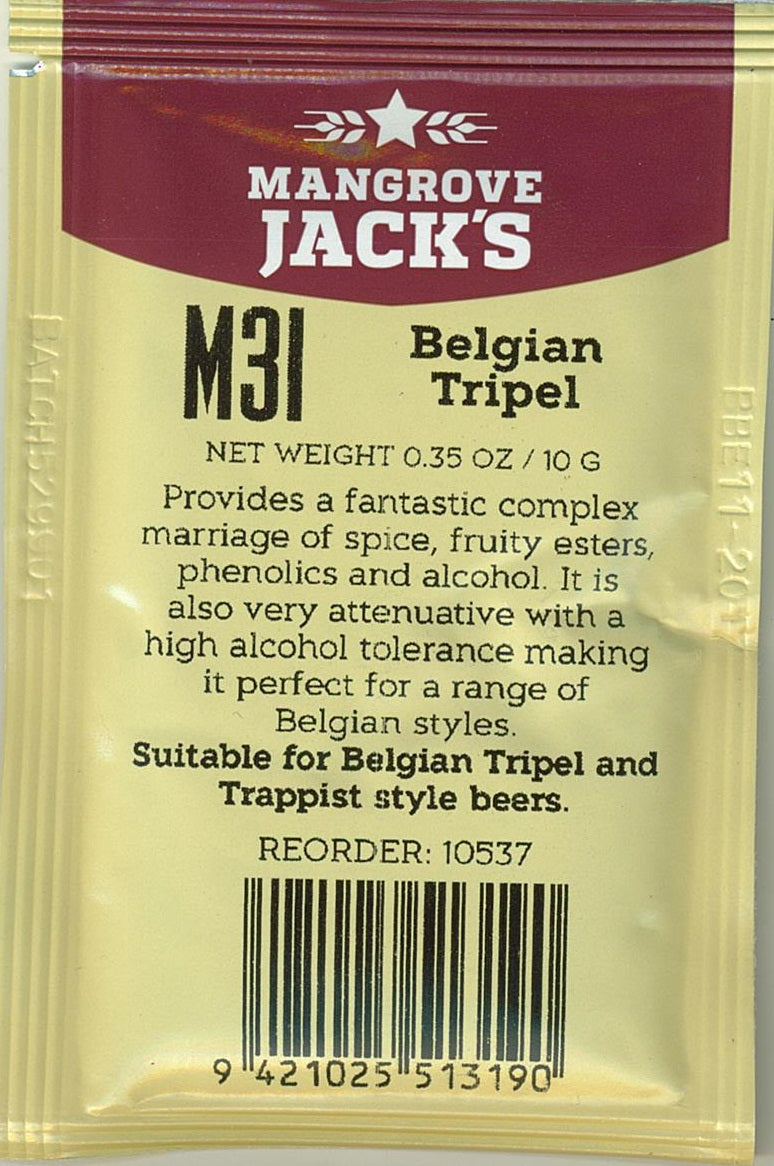 MANGROVE
JACK'S
M31
Belgian
Tripel
NET WEIGHT 0.35 OZ / 10 G
Provides a fantastic complex
marriage of spice, fruity esters,
phenolics and alcohol. It is
also very attenuative with a
high alcohol tolerance making
it perfect for a range of
Belgian styles.
Suitable for Belgian Tripel and
Trappist style beers.
REORDER: 10537
9 421025 513190